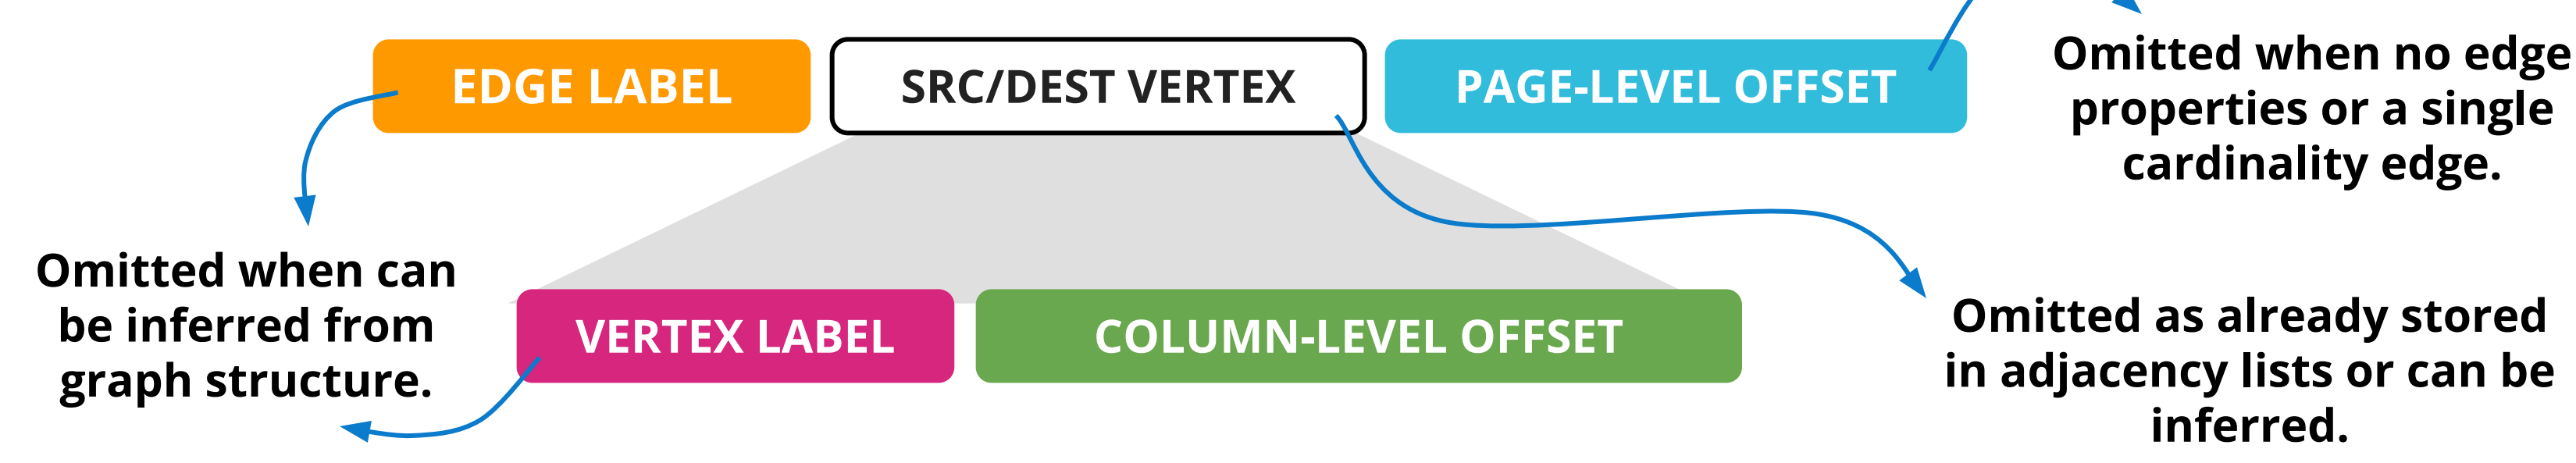 EDGE LABEL
SRC/DEST VERTEX
PAGE-LEVEL OFFSET
Omitted when no edge
properties or a single
cardinality edge.
Omitted when can
be inferred from
graph structure.
VERTEX LABEL
COLUMN-LEVEL OFFSET
Omitted as already stored
in adjacency lists or can be
inferred.